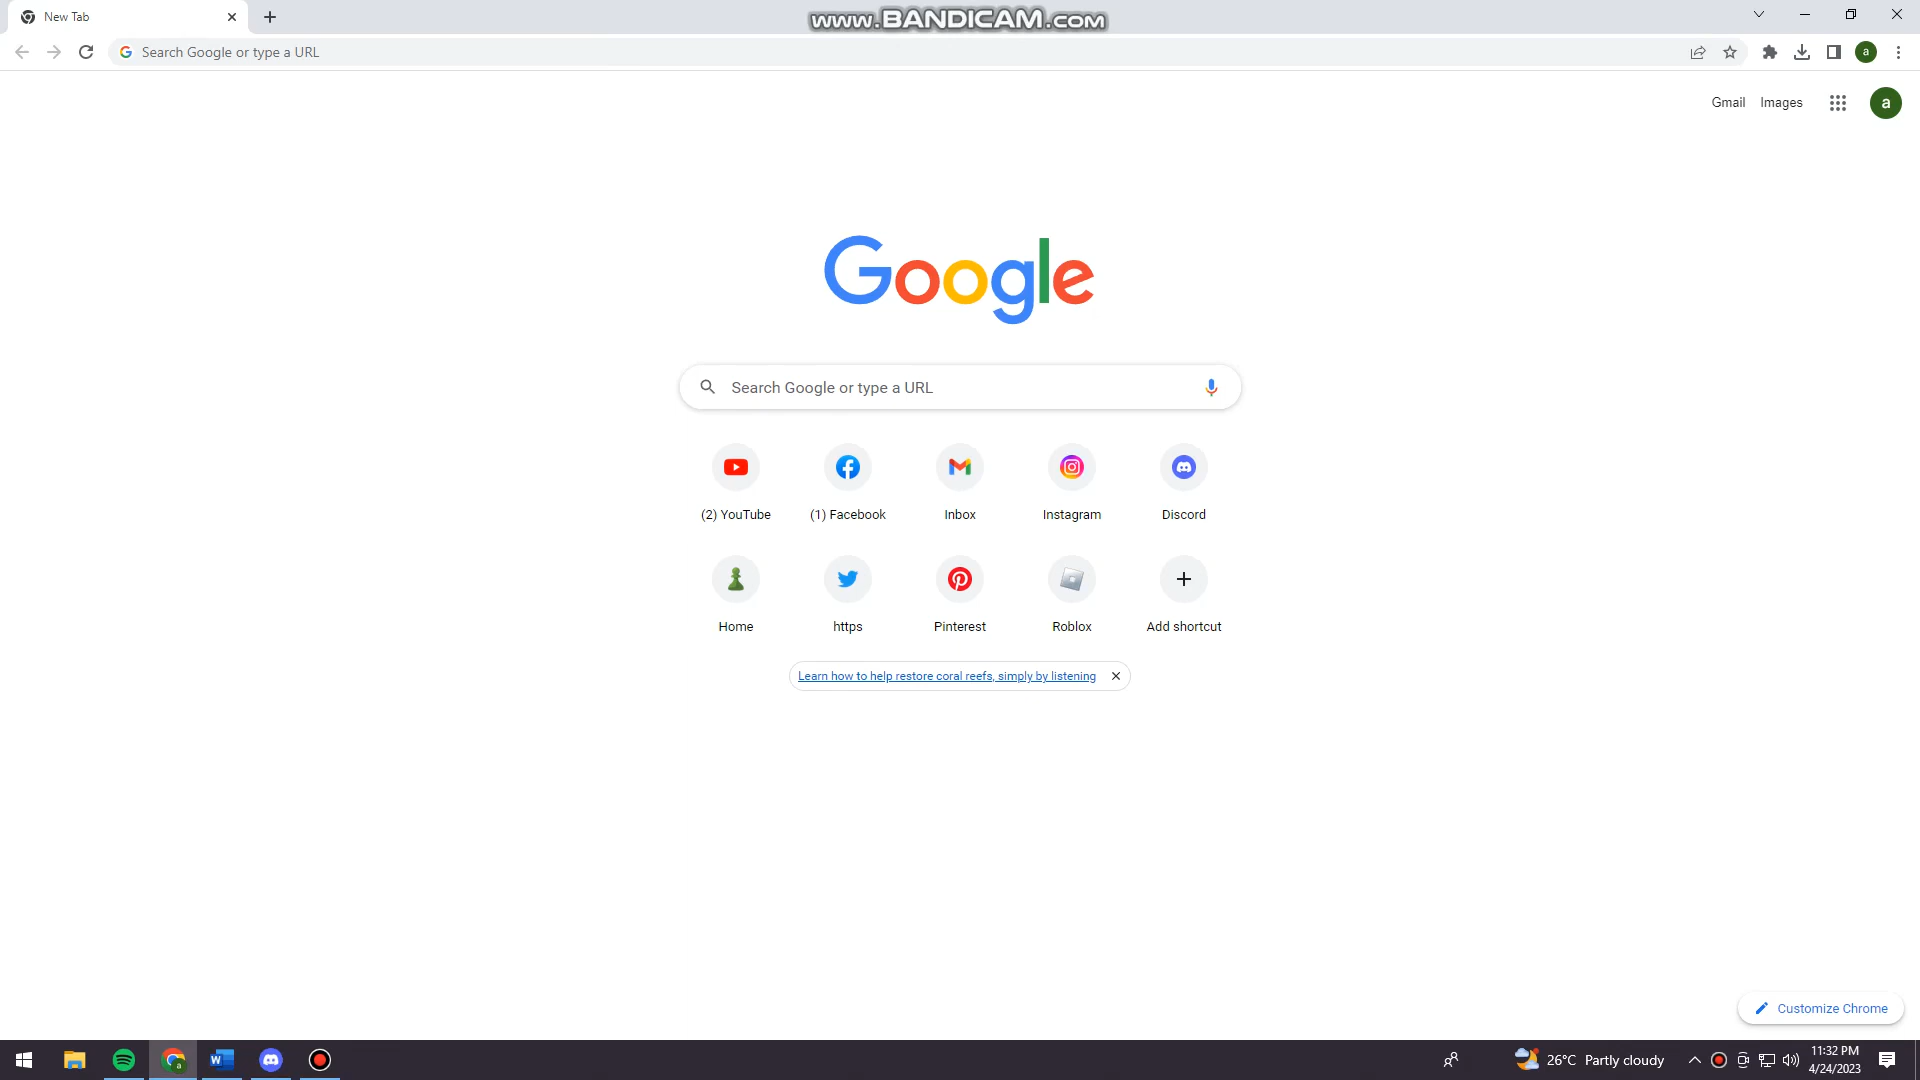 New Tab
www.BANDICAM.com
Search Google or type a URL
a
Gmail Images
a
Google
Search Google or type a URL
(2) YouTube (1) Facebook Inbox Instagram Discord
Home https Pinterest Roblox Add shortcut
Learn how to help restore coral reefs, simply by listening
Customize Chrome
26°C Partly cloudy
11:32 PM
4/24/2023